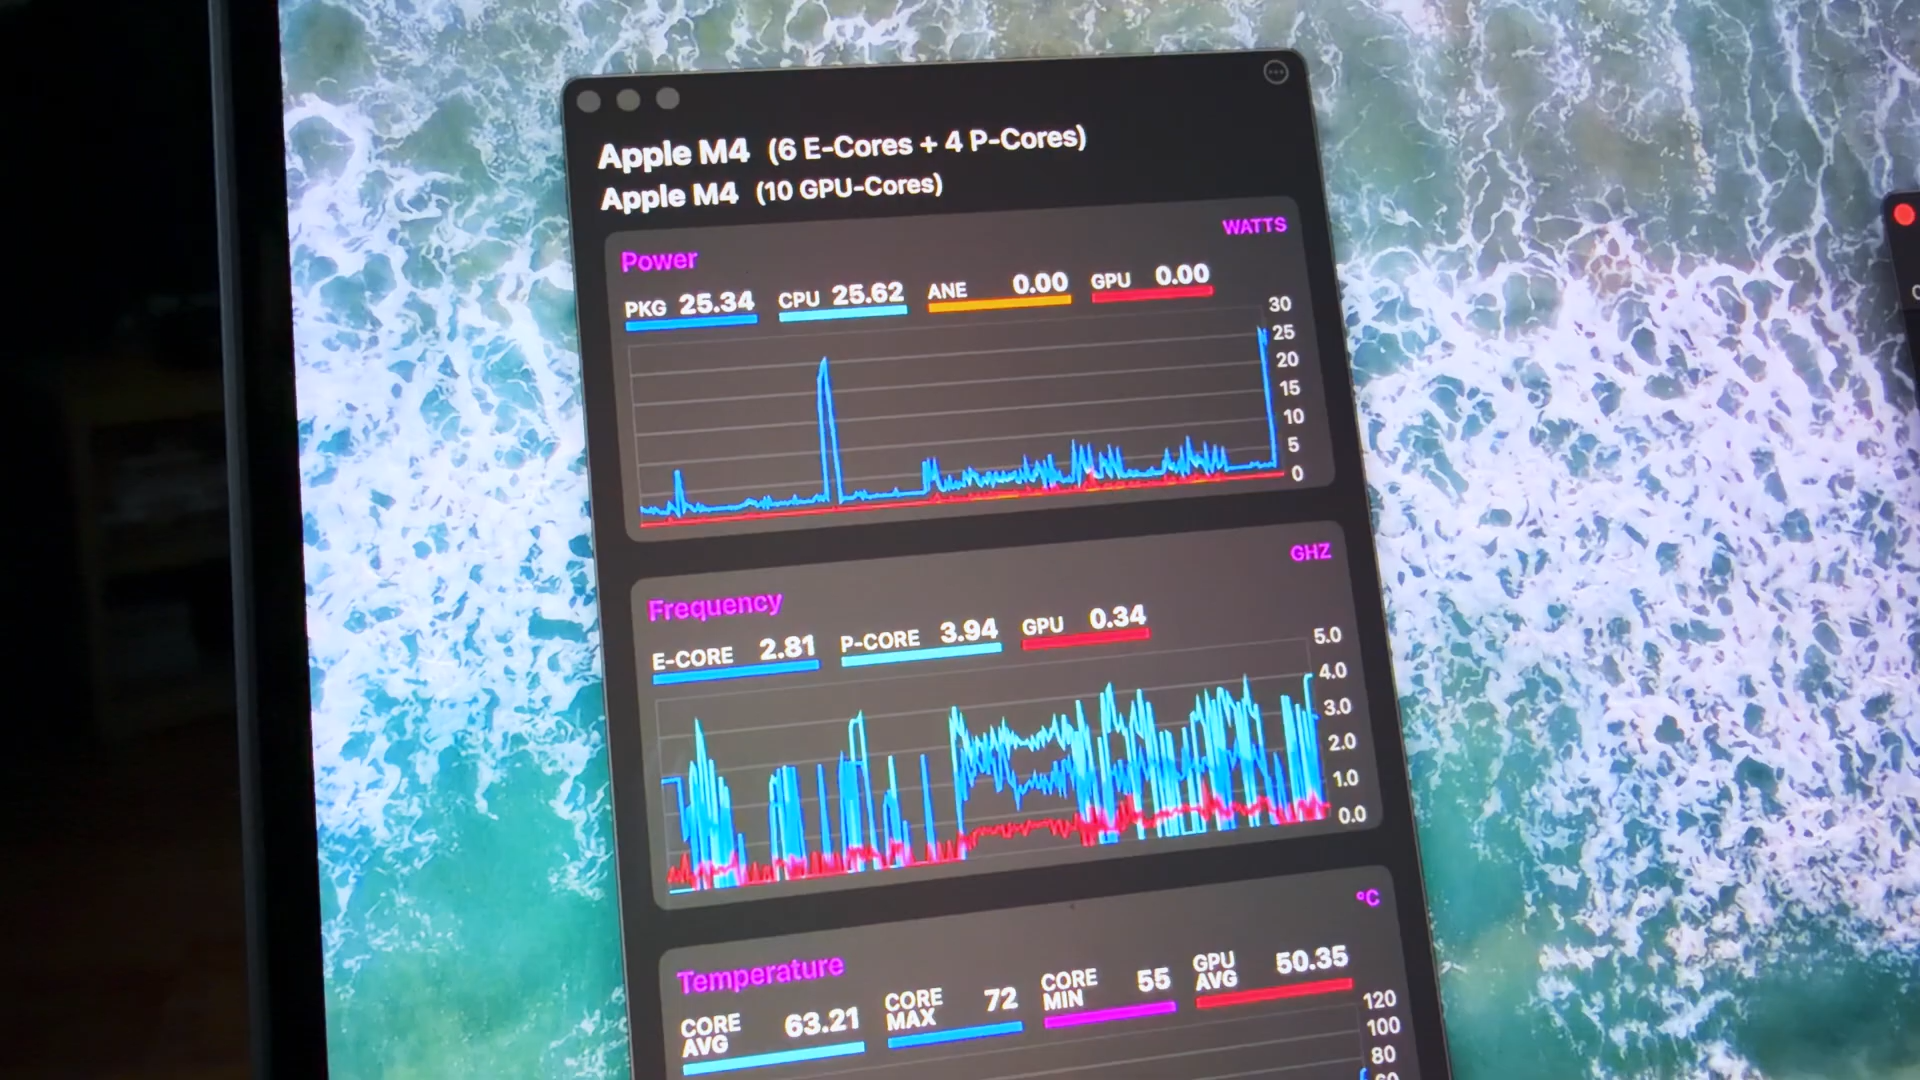 Apple M4 (6 E-Cores + 4 P-Cores)
Apple M4 (10 GPU-Cores)
Power WATTS
PKG 25.34 CPU 25.62 ANE 0.00 GPU 0.00
30
25
20
15
10
5
0
Frequency GHZ
E-CORE 2.81 P-CORE 3.94 GPU 0.34
5.0
4.0
3.0
2.0
1.0
0.0
Temperature °C
CORE AVG 63.21 CORE MAX 72 CORE MIN 55 GPU AVG 50.35
120
100
80